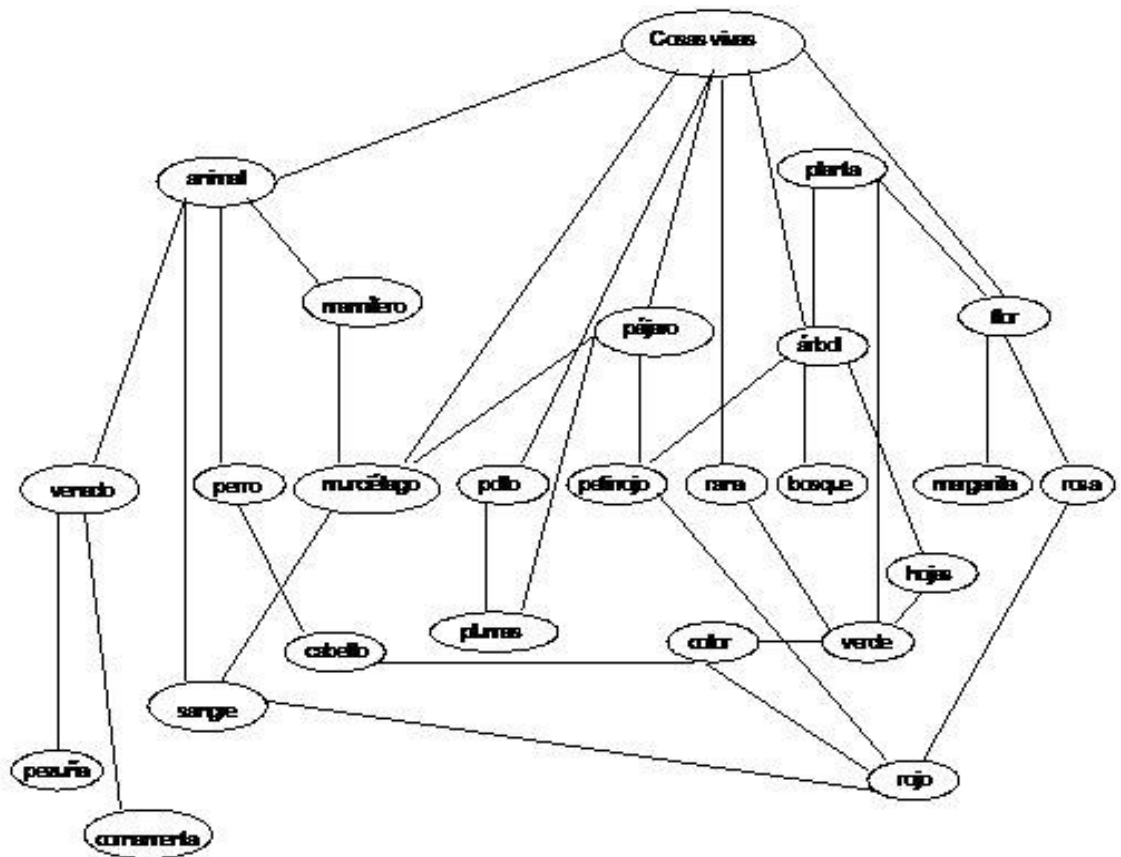 Cosas vivas
planta
animal
mamífero
pájaro
flor
árbol
venado
perro
murciélago
pollo
petirrojo
rana
bosque
margarita
rosa
hojas
plumas
color
verde
cabello
sangre
pezuña
rojo
cornamenta